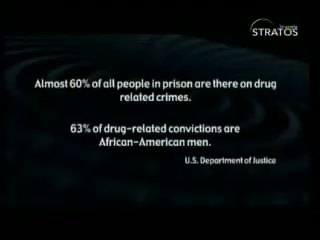 STRATOS
Almost 60% of all people in prison are there on drug
related crimes.
63% of drug-related convictions are
African-American men.
U.S. Department of Justice